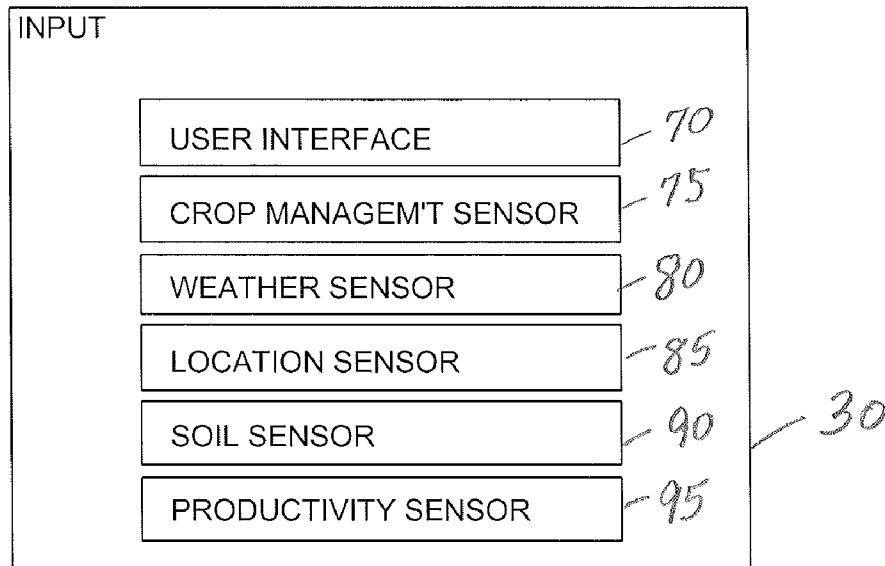 INPUT
USER INTERFACE 70
CROP MANAGEM'T SENSOR 75
WEATHER SENSOR 80
LOCATION SENSOR 85
SOIL SENSOR 90
30
PRODUCTIVITY SENSOR 95